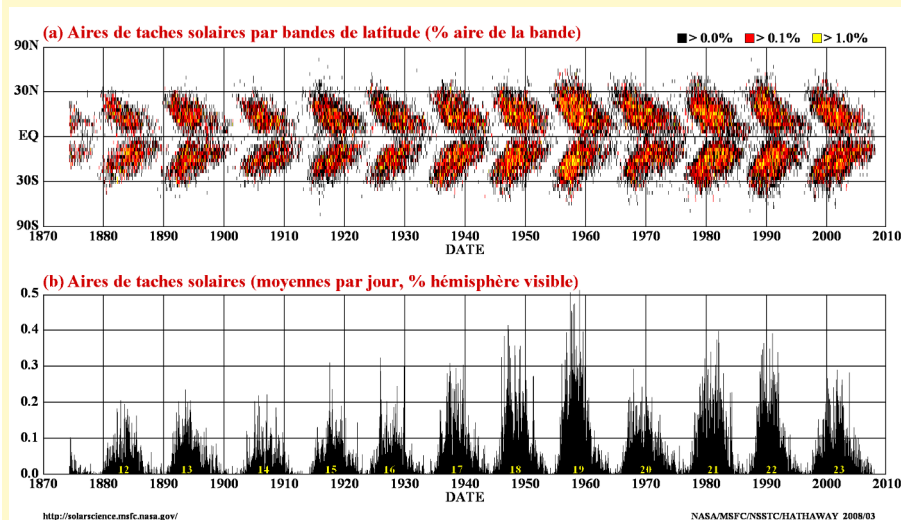 (a) Aires de taches solaires par bandes de latitude (% aire de la bande)
> 0.0% > 0.1% > 1.0%
90N
30N
EQ
30S
90S
1870 1880 1890 1900 1910 1920 1930 1940 1950 1960 1970 1980 1990 2000 2010
DATE
(b) Aires de taches solaires (moyennes par jour, % hémisphère visible)
0.5
0.4
0.3
0.2
0.1
0.0
12 13 14 15 16 17 18 19 20 21 22 23
1870 1880 1890 1900 1910 1920 1930 1940 1950 1960 1970 1980 1990 2000 2010
DATE
http://solarscience.msfc.nasa.gov/ NASA/MSFC/NSSTC/HATHAWAY 2008/03